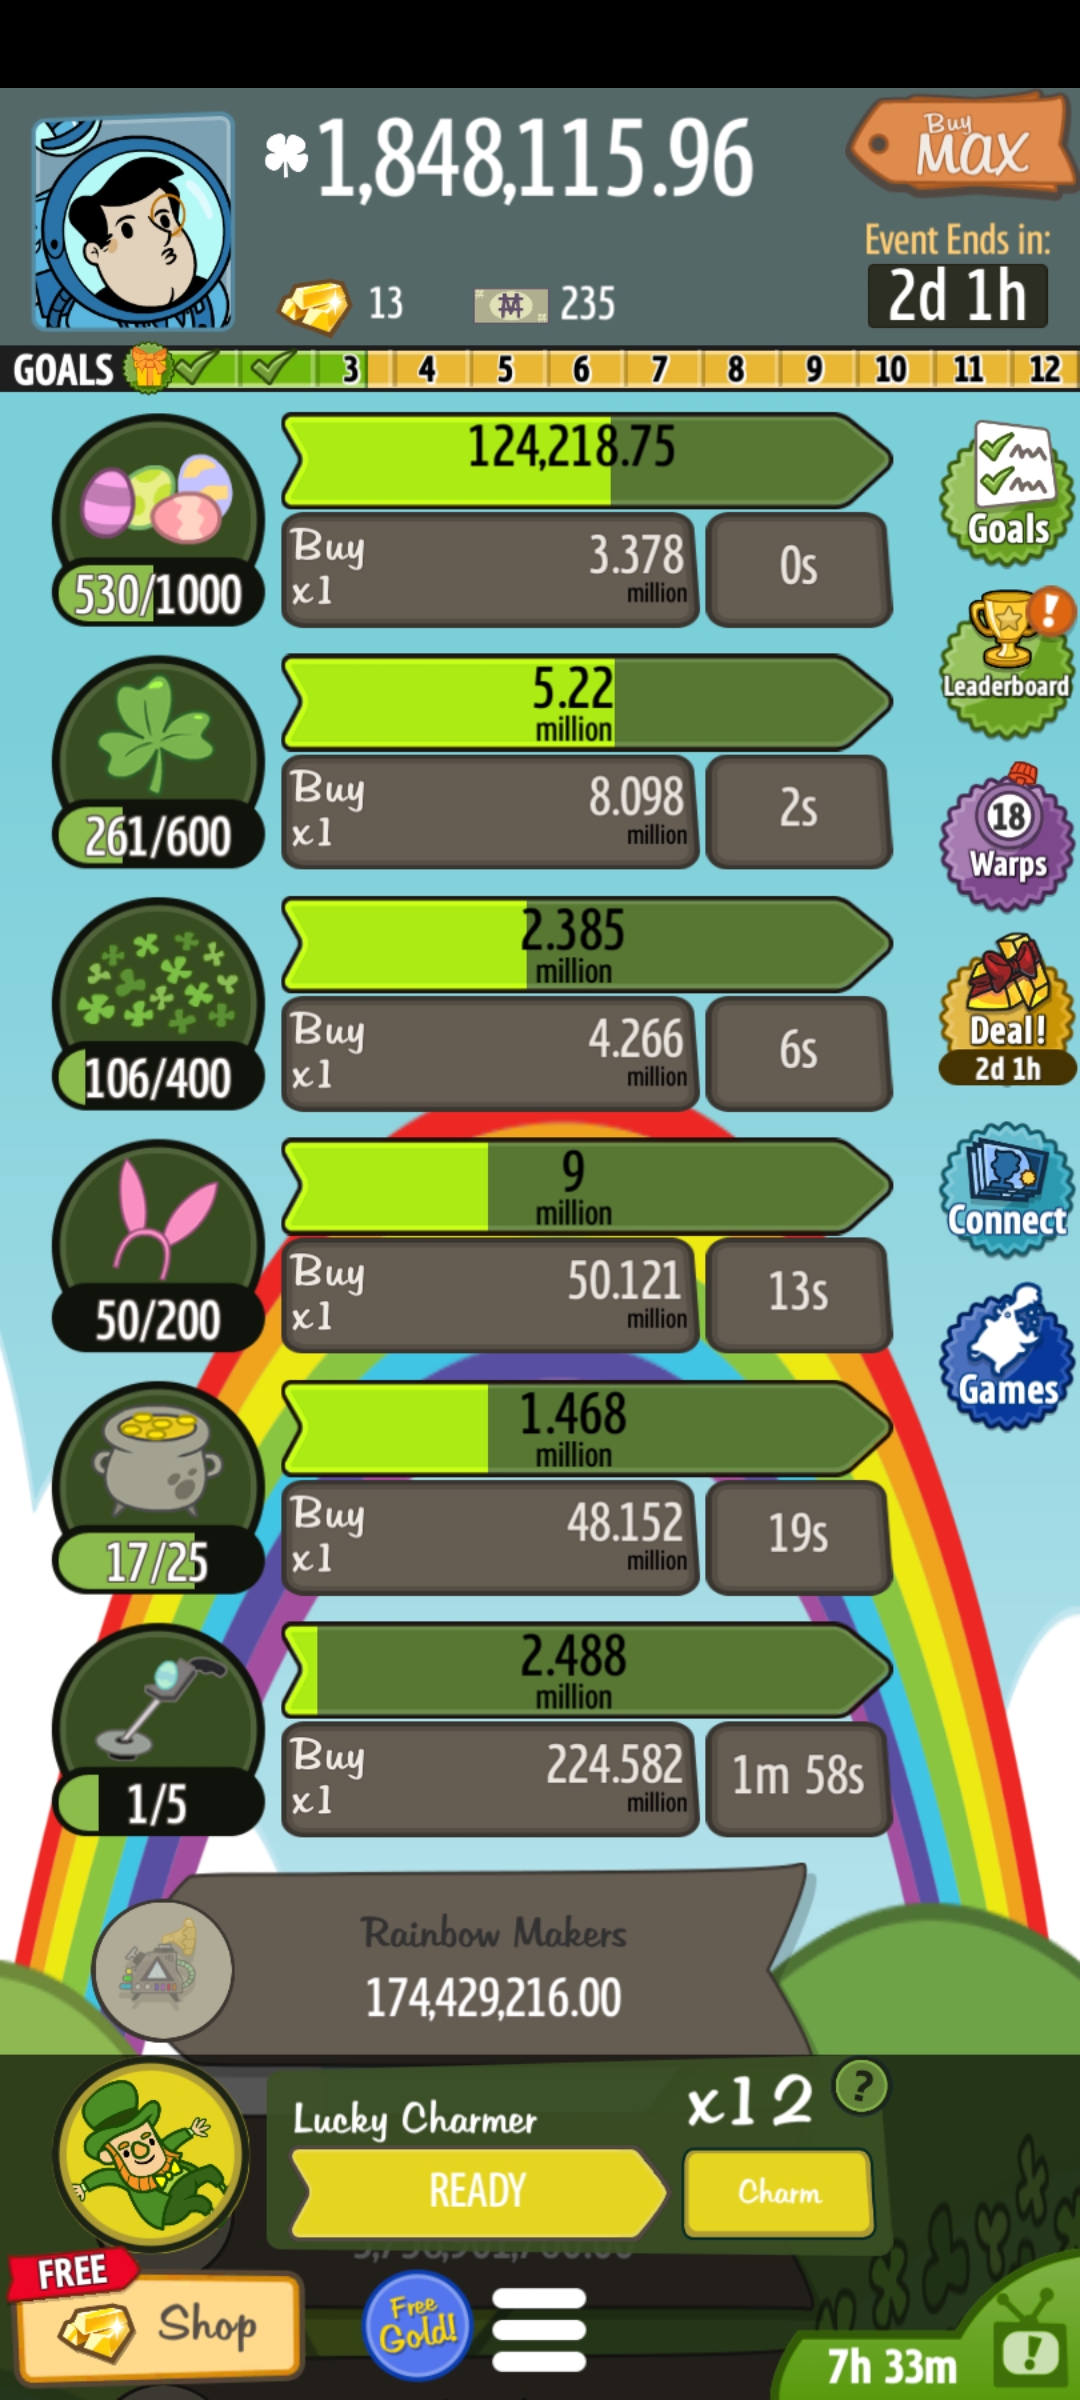 1,848,115.96
Buy
MAX
Event Ends in:
2d 1h
13
235
GOALS 3 4 5 6 7 8 9 10 11 12
124,218.75
Buy
x1
3.378
million
0s
530/1000
Goals
5.22
million
Buy
x1
8.098
million
2s
261/600
!
Leaderboard
2.385
million
Buy
x1
4.266
million
6s
106/400
18
Warps
Deal!
2d 1h
9
million
Buy
x1
50.121
million
13s
50/200
Connect
1.468
million
Buy
x1
48.152
million
19s
17/25
Games
2.488
million
Buy
x1
224.582
million
1m 58s
1/5
Rainbow Makers
174,429,216.00
Lucky Charmer
x12
?
READY
Charm
FREE
Shop
Free
Gold!
7h 33m
!